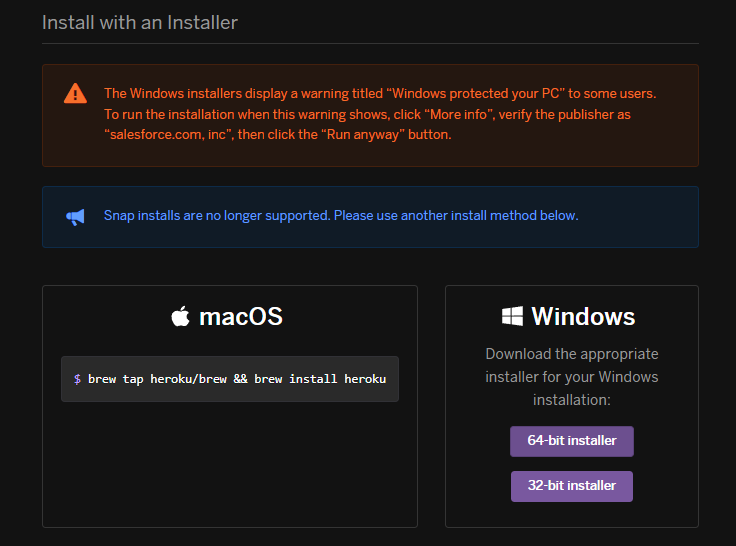 Install with an Installer
The Windows installers display a warning titled “Windows protected your PC” to some users.
To run the installation when this warning shows, click “More info”, verify the publisher as
“salesforce.com, inc”, then click the “Run anyway” button.
Snap installs are no longer supported. Please use another install method below.
macOS
$ brew tap heroku/brew && brew install heroku
Windows
Download the appropriate
installer for your Windows
installation:
64-bit installer
32-bit installer